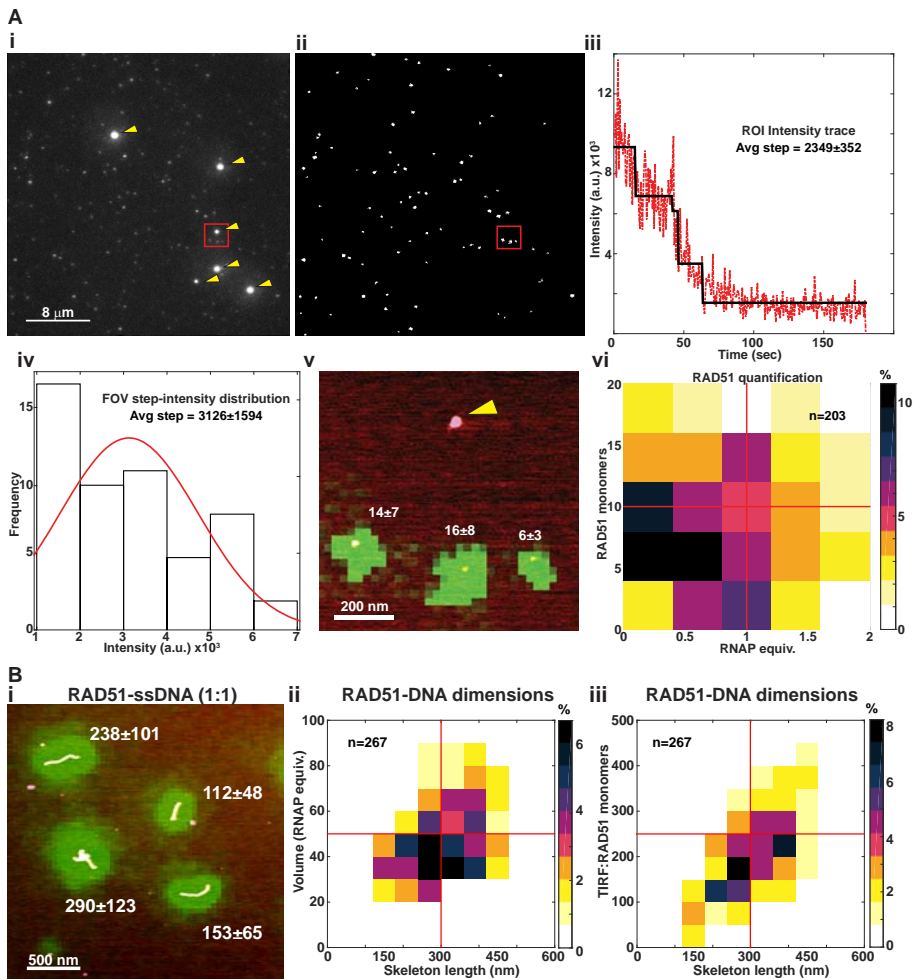 A
i
ii
iii
8 μm
ROI Intensity trace
Avg step = 2349±352
Intensity (a.u.) x10³
12
8
4
0 50 100 150
Time (sec)
iv
v
vi
FOV step-intensity distribution
Avg step = 3126±1594
Frequency
15
10
5
0
1 2 3 4 5 6 7
Intensity (a.u.) x10³
14±7
16±8
6±3
200 nm
RAD51 quantification
%
n=203
RAD51 monomers
20
15
10
5
0
0 0.5 1 1.5 2
RNAP equiv.
10
5
0
B
i
RAD51-ssDNA (1:1)
238±101
112±48
290±123
153±65
500 nm
ii
RAD51-DNA dimensions
%
n=267
Volume (RNAP equiv.)
100
80
60
40
20
0
0 150 300 450 600
Skeleton length (nm)
6
4
2
0
iii
RAD51-DNA dimensions
%
n=267
TIRF:RAD51 monomers
500
400
300
200
100
0
0 150 300 450 600
Skeleton length (nm)
8
6
4
2
0